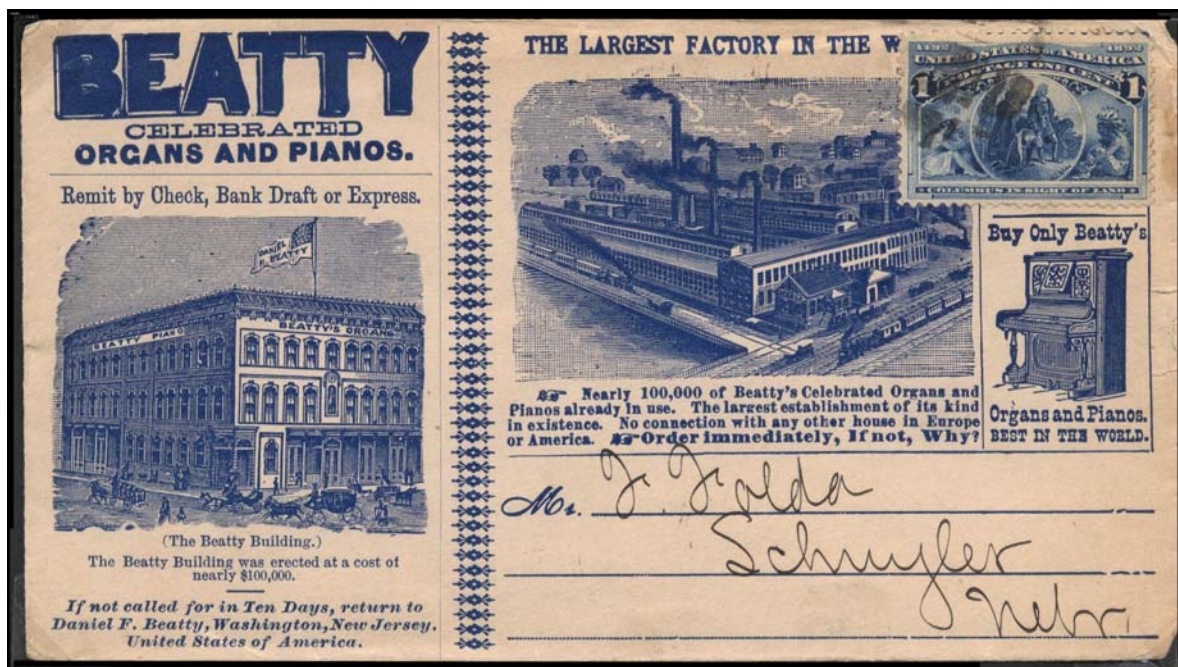 BEATTY
CELEBRATED
ORGANS AND PIANOS.
Remit by Check, Bank Draft or Express.
DANIEL
F. BEATTY
BEATTY PIANO
BEATTY'S ORGANS
(The Beatty Building.)
The Beatty Building was erected at a cost of
nearly $100,000.
If not called for in Ten Days, return to
Daniel F. Beatty, Washington, New Jersey.
United States of America.
THE LARGEST FACTORY IN THE W
1492 1892
UNITED STATES OF AMERICA
POSTAGE ONE CENT
1 1
COLUMBUS IN SIGHT OF LAND
☞ Nearly 100,000 of Beatty's Celebrated Organs and
Pianos already in use. The largest establishment of its kind
in existence. No connection with any other house in Europe
or America. ☞ Order immediately, If not, Why?
Buy Only Beatty's
Organs and Pianos.
BEST IN THE WORLD.
Mr. J. Folda
Schuyler
Nebr